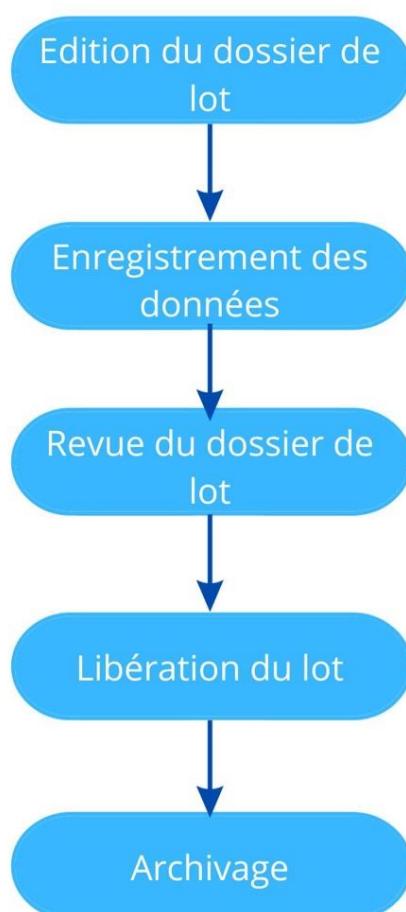 Edition du dossier de
lot
Enregistrement des
données
Revue du dossier de
lot
Libération du lot
Archivage